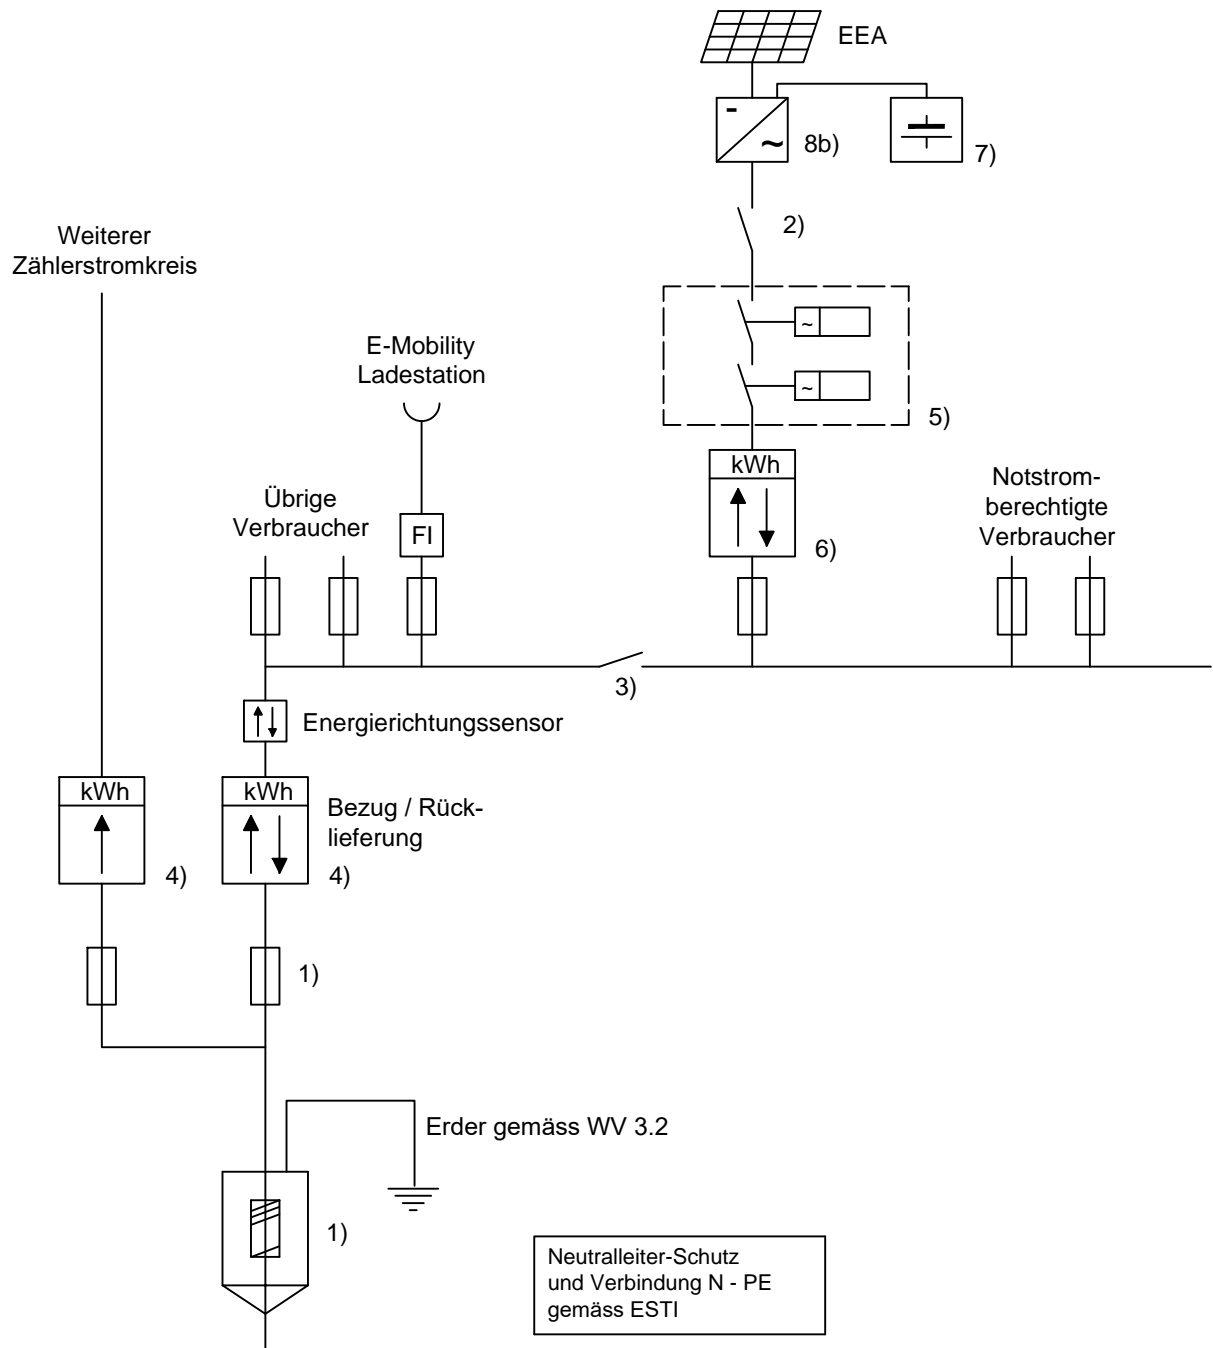 EEA
-
~
8b)
7)
2)
Weiterer
Zählerstromkreis
~
E-Mobility
Ladestation
~
5)
kWh
Notstrom-
berechtigte
Verbraucher
Übrige
Verbraucher
FI
6)
3)
Energierichtungssensor
kWh
kWh
Bezug / Rück-
lieferung
4)
4)
1)
Erder gemäss WV 3.2
1)
Neutralleiter-Schutz
und Verbindung N - PE
gemäss ESTI